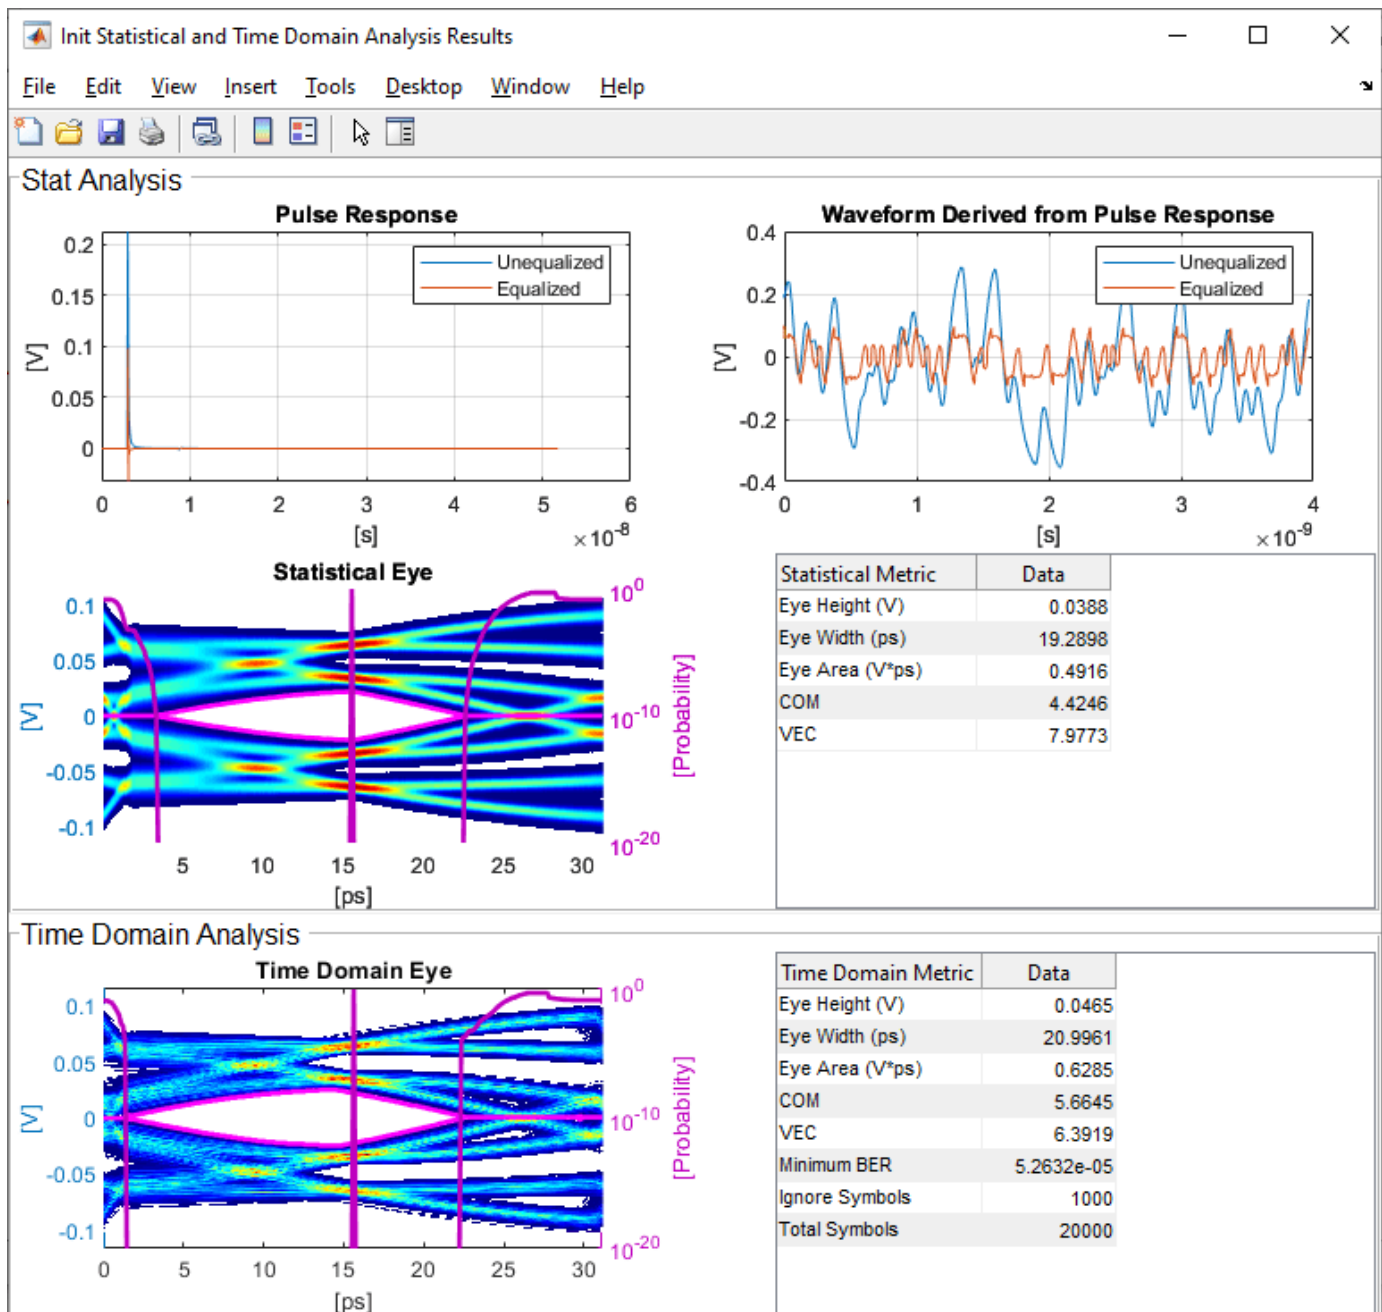 Init Statistical and Time Domain Analysis Results
File Edit View Insert Tools Desktop Window Help
Stat Analysis
Pulse Response
0.2
0.15
0.1
0.05
0
[V]
Unequalized
Equalized
0 1 2 3 4 5 6
[s]
×10-8
Waveform Derived from Pulse Response
0.4
0.2
0
-0.2
-0.4
[V]
Unequalized
Equalized
0 1 2 3 4
[s]
×10-9
Statistical Eye
0.1
0.05
0
-0.05
-0.1
[V]
10^0
10^-10
10^-20
[Probability]
5 10 15 20 25 30
[ps]
Statistical Metric Data
Eye Height (V) 0.0388
Eye Width (ps) 19.2898
Eye Area (V*ps) 0.4916
COM 4.4246
VEC 7.9773
Time Domain Analysis
Time Domain Eye
0.1
0.05
0
-0.05
-0.1
[V]
10^0
10^-10
10^-20
[Probability]
0 5 10 15 20 25 30
[ps]
Time Domain Metric Data
Eye Height (V) 0.0465
Eye Width (ps) 20.9961
Eye Area (V*ps) 0.6285
COM 5.6645
VEC 6.3919
Minimum BER 5.2632e-05
Ignore Symbols 1000
Total Symbols 20000